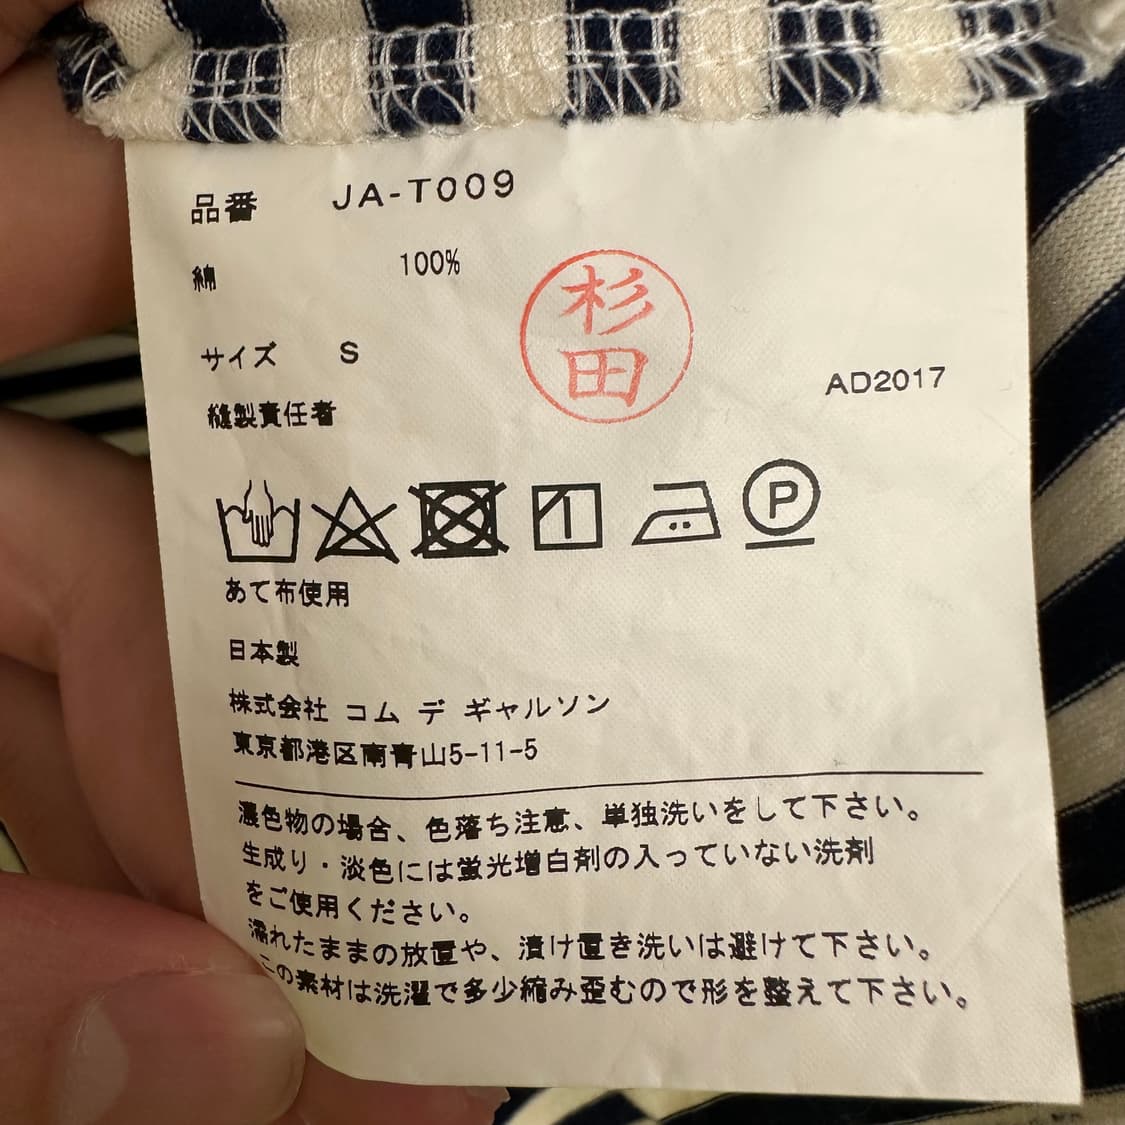 品番 JA-T009
綿 100%
杉田
サイズ S
AD2017
縫製責任者
P
あて布使用
日本製
株式会社 コム デ ギャルソン
東京都港区南青山5-11-5
濃色物の場合、色落ち注意、単独洗いをして下さい。
生成り・淡色には蛍光増白剤の入っていない洗剤
をご使用ください。
濡れたままの放置や、漬け置き洗いは避けて下さい。
この素材は洗濯で多少縮み歪むので形を整えて下さい。